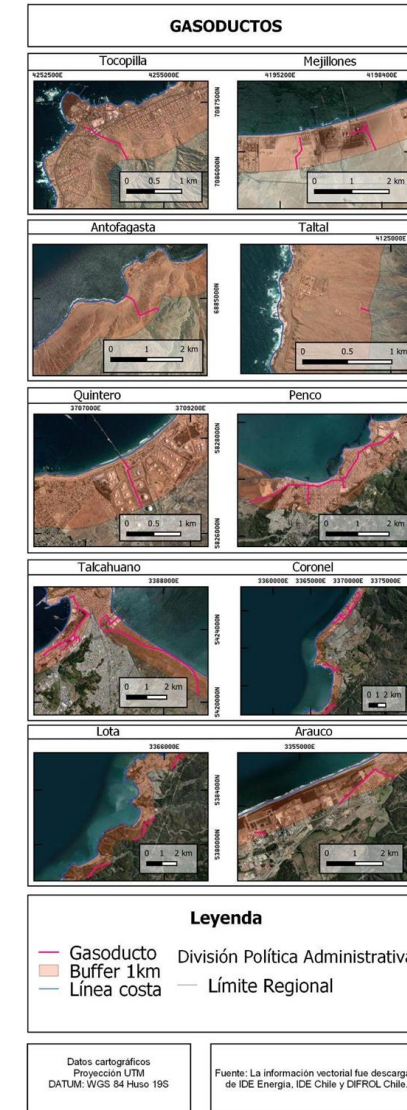 GASODUCTOS
Tocopilla
4252500E 4255000E
7087500N
7086000N
0 0.5 1 km
Mejillones
4195200E 4198400E
0 1 2 km
Antofagasta
6885000N
0 1 2 km
Taltal
4125000E
0 0.5 1 km
Quintero
3707000E 3709200E
5828000N
5826000N
0 0.5 1 km
Penco
0 1 2 km
Talcahuano
3388000E
5424000N
5420000N
0 1 2 km
Coronel
3360000E 3365000E 3370000E 3375000E
0 1 2 km
Lota
3366000E
5384000N
5380000N
0 1 2 km
Arauco
3355000E
0 1 2 km
Leyenda
Gasoducto
Buffer 1km
Línea costa
División Política Administrativa
Límite Regional
Datos cartográficos
Proyección UTM
DATUM: WGS 84 Huso 19S
Fuente: La información vectorial fue descarga
de IDE Energia, IDE Chile y DIFROL Chile.